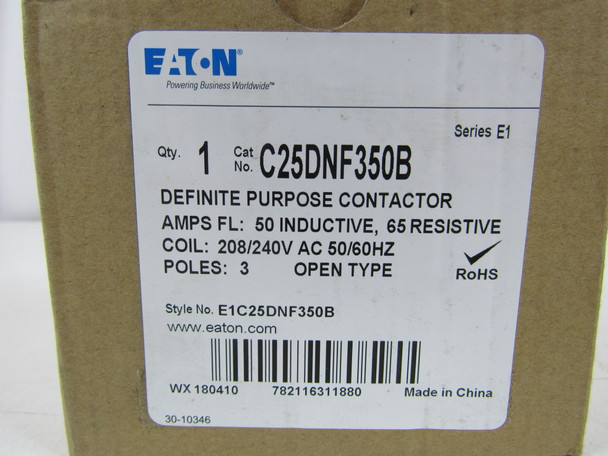 EATON
Powering Business Worldwide™
Series E1
Qty. 1 Cat No. C25DNF350B
DEFINITE PURPOSE CONTACTOR
AMPS FL: 50 INDUCTIVE, 65 RESISTIVE
COIL: 208/240V AC 50/60HZ
POLES: 3 OPEN TYPE
RoHS
Style No. E1C25DNF350B
www.eaton.com
WX 180410 782116311880 Made in China
30-10346